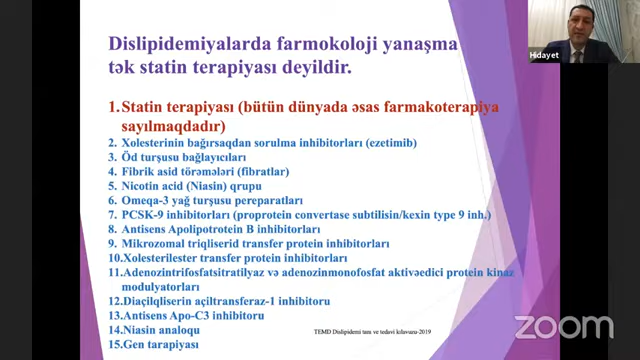 Dislipidemiyalarda farmokoloji yanaşma
tək statin terapiyası deyildir.
Hidayet
1.Statin terapiyası (bütün dünyada əsas farmakoterapiya
sayılmaqdadır)
2. Xolesterinin bağırsaqdan sorulma inhibitorları (ezetimib)
3. Öd turşusu bağlayıcıları
4. Fibrik asid törəmələri (fibratlar)
5. Nicotin acid (Niasin) qrupu
6. Omeqa-3 yağ turşusu pereparatları
7. PCSK-9 inhibitorları (proprotein convertase subtilisin/kexin type 9 inh.)
8. Antisens Apolipotrotein B inhibitorları
9. Mikrozomal triqliserid transfer protein inhibitorları
10.Xolesterilester transfer protein inhibitorları
11.Adenozintrifosfatsitratilyaz və adenozinmonofosfat aktivəedici protein kinaz
modulyatorları
12.Diaçilqliserin açiltransferaz-1 inhibitoru
13.Antisens Apo-C3 inhibitoru
14.Niasin analoqu
TEMD Dislipidemi tanı ve tedavi kılavuzu-2019
15.Gen tarapiyası
zoom